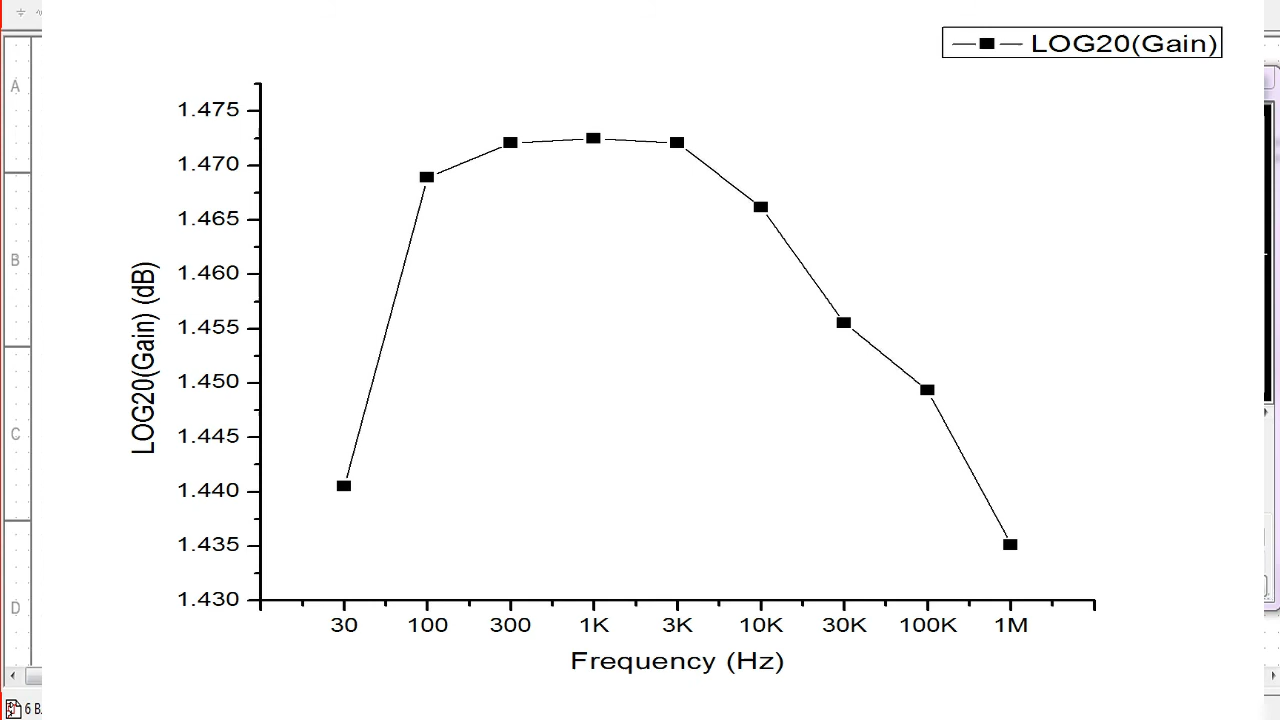 LOG20(Gain)
A
B
C
D
LOG20(Gain) (dB)
1.475
1.470
1.465
1.460
1.455
1.450
1.445
1.440
1.435
1.430
30 100 300 1K 3K 10K 30K 100K 1M
Frequency (Hz)
6 B.